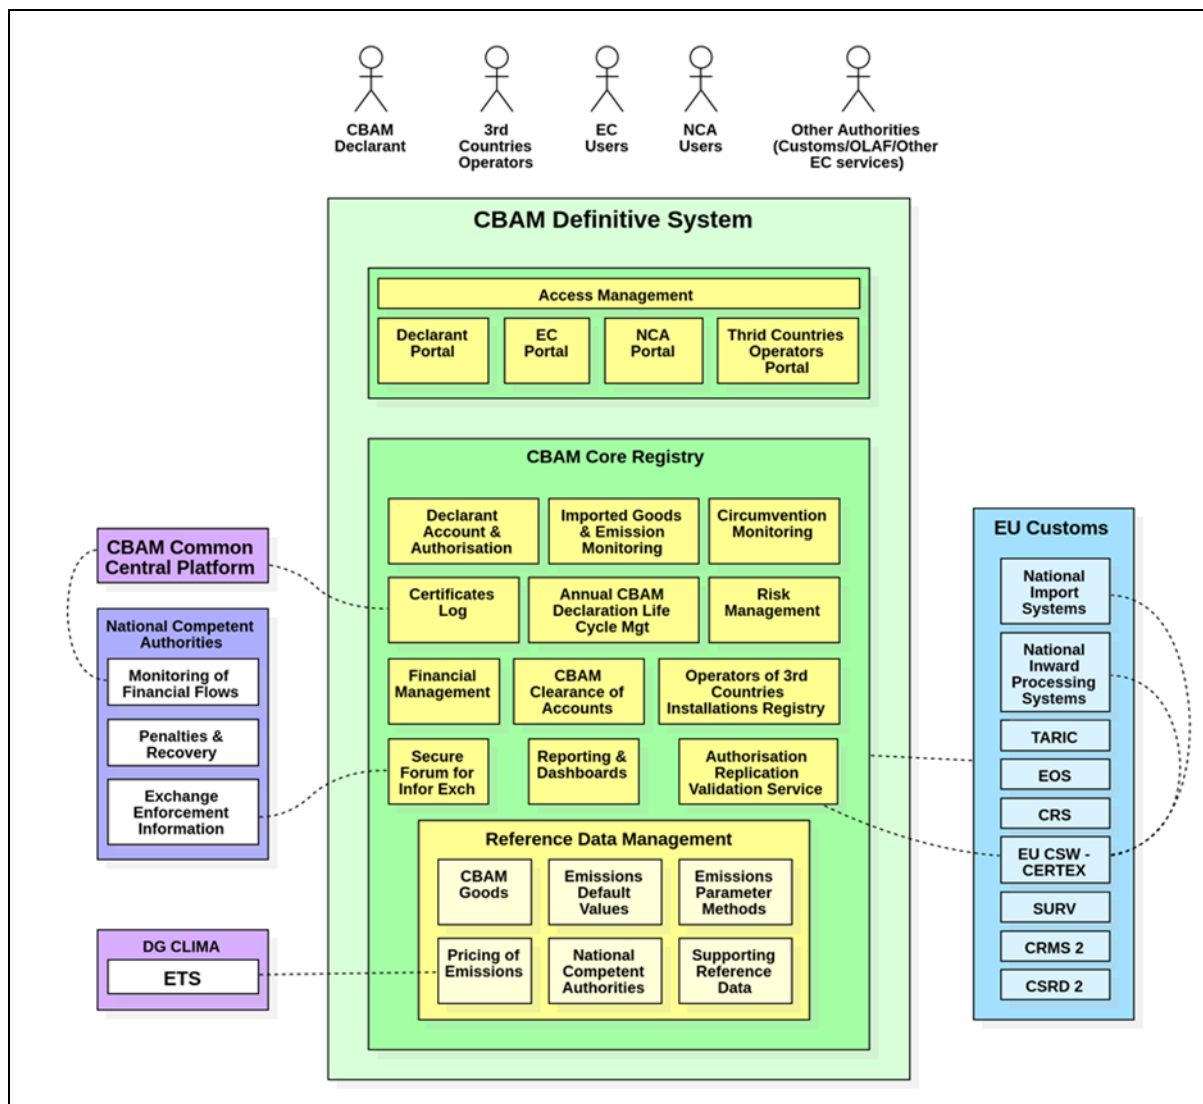 CBAM
Declarant
3rd
Countries
Operators
EC
Users
NCA
Users
Other Authorities
(Customs/OLAF/Other
EC services)
CBAM Definitive System
Access Management
Declarant
Portal
EC
Portal
NCA
Portal
Thrid Countries
Operators
Portal
CBAM Core Registry
Declarant
Account &
Authorisation
Imported Goods
& Emission
Monitoring
Circumvention
Monitoring
Certificates
Log
Annual CBAM
Declaration Life
Cycle Mgt
Risk
Management
Financial
Management
CBAM
Clearance of
Accounts
Operators of 3rd
Countries
Installations Registry
Secure
Forum for
Infor Exch
Reporting &
Dashboards
Authorisation
Replication
Validation Service
Reference Data Management
CBAM
Goods
Emissions
Default
Values
Emissions
Parameter
Methods
Pricing of
Emissions
National
Competent
Authorities
Supporting
Reference
Data
CBAM Common
Central Platform
National Competent
Authorities
Monitoring of
Financial Flows
Penalties &
Recovery
Exchange
Enforcement
Information
DG CLIMA
ETS
EU Customs
National
Import
Systems
National
Inward
Processing
Systems
TARIC
EOS
CRS
EU CSW -
CERTEX
SURV
CRMS 2
CSRD 2